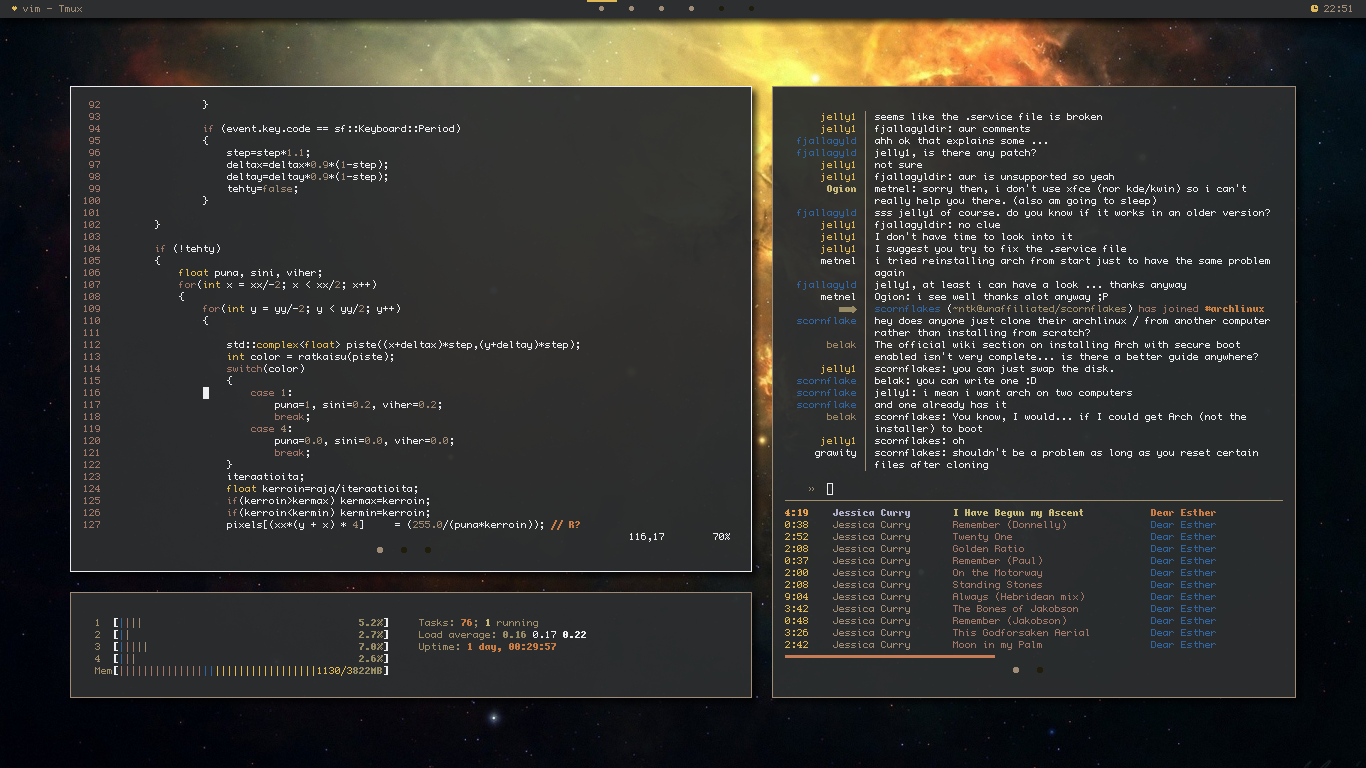 ♥ vim - Tmux
22:51
92 }
93
94 if (event.key.code == sf::Keyboard::Period)
95 {
96 step=step*1.1;
97 deltax=deltax*0.9*(1-step);
98 deltay=deltay*0.9*(1-step);
99 tehty=false;
100 }
101
102 }
103
104 if (!tehty)
105 {
106 float puna, sini, viher;
107 for(int x = xx/-2; x < xx/2; x++)
108 {
109 for(int y = yy/-2; y < yy/2; y++)
110 {
111
112 std::complex<float> piste((x+deltax)*step,(y+deltay)*step);
113 int color = ratkaisu(piste);
114 switch(color)
115 {
116 case 1:
117 puna=1, sini=0.2, viher=0.2;
118 break;
119 case 4:
120 puna=0.0, sini=0.0, viher=0.0;
121 break;
122 }
123 iteraatioita;
124 float kerroin=raja/iteraatioita;
125 if(kerroin>kermax) kermax=kerroin;
126 if(kerroin<kermin) kermin=kerroin;
127 pixels[(xx*(y + x) * 4] = (255.0/(puna*kerroin)); // R?
116,17 70%
1 [|||| 5.2%]
2 [|| 2.7%]
3 [||||| 7.0%]
4 [||| 2.6%]
Mem[|||||||||||||||||||||||||||||||||1130/3822MB]
Tasks: 76; 1 running
Load average: 0.16 0.17 0.22
Uptime: 1 day, 00:29:57
jelly1 seems like the .service file is broken
jelly1 fjallagyldir: aur comments
fjallagyld ahh ok that explains some ...
fjallagyld jelly1, is there any patch?
jelly1 not sure
jelly1 fjallagyldir: aur is unsupported so yeah
Ogion metnel: sorry then, i don't use xfce (nor kde/kwin) so i can't
really help you there. (also am going to sleep)
fjallagyld sss jelly1 of course. do you know if it works in an older version?
jelly1 fjallagyldir: no clue
jelly1 I don't have time to look into it
jelly1 I suggest you try to fix the .service file
metnel i tried reinstalling arch from start just to have the same problem
again
fjallagyld jelly1, at least i can have a look ... thanks anyway
metnel Ogion: i see well thanks alot anyway ;P
scornflakes (~ntk@unaffiliated/scornflakes) has joined #archlinux
scornflake hey does anyone just clone their archlinux / from another computer
rather than installing from scratch?
belak The official wiki section on installing Arch with secure boot
enabled isn't very complete... is there a better guide anywhere?
jelly1 scornflakes: you can just swap the disk.
scornflake belak: you can write one :D
scornflake jelly1: i mean i want arch on two computers
scornflake and one already has it
belak scornflakes: You know, I would... if I could get Arch (not the
installer) to boot
jelly1 scornflakes: oh
grawity scornflakes: shouldn't be a problem as long as you reset certain
files after cloning
»
4:19 Jessica Curry I Have Begun my Ascent Dear Esther
0:38 Jessica Curry Remember (Donnelly) Dear Esther
2:52 Jessica Curry Twenty One Dear Esther
2:08 Jessica Curry Golden Ratio Dear Esther
0:37 Jessica Curry Remember (Paul) Dear Esther
2:00 Jessica Curry On the Motorway Dear Esther
2:08 Jessica Curry Standing Stones Dear Esther
9:04 Jessica Curry Always (Hebridean mix) Dear Esther
3:42 Jessica Curry The Bones of Jakobson Dear Esther
0:48 Jessica Curry Remember (Jakobson) Dear Esther
3:26 Jessica Curry This Godforsaken Aerial Dear Esther
2:42 Jessica Curry Moon in my Palm Dear Esther